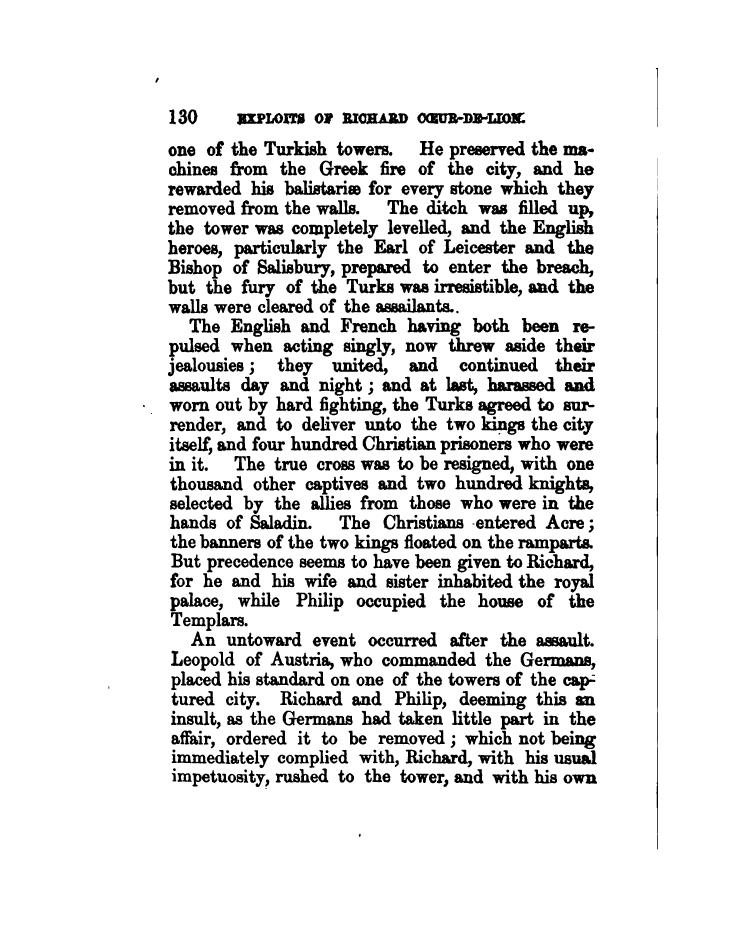 130 EXPLOITS OF RICHARD CŒUR-DE-LION.
one of the Turkish towers. He preserved the ma-
chines from the Greek fire of the city, and he
rewarded his balistariæ for every stone which they
removed from the walls. The ditch was filled up,
the tower was completely levelled, and the English
heroes, particularly the Earl of Leicester and the
Bishop of Salisbury, prepared to enter the breach,
but the fury of the Turks was irresistible, and the
walls were cleared of the assailants..
The English and French having both been re-
pulsed when acting singly, now threw aside their
jealousies ; they united, and continued their
assaults day and night ; and at last, harassed and
worn out by hard fighting, the Turks agreed to sur-
render, and to deliver unto the two kings the city
itself, and four hundred Christian prisoners who were
in it. The true cross was to be resigned, with one
thousand other captives and two hundred knights,
selected by the allies from those who were in the
hands of Saladin. The Christians entered Acre ;
the banners of the two kings floated on the ramparts.
But precedence seems to have been given to Richard,
for he and his wife and sister inhabited the royal
palace, while Philip occupied the house of the
Templars.
An untoward event occurred after the assault.
Leopold of Austria, who commanded the Germans,
placed his standard on one of the towers of the cap-
tured city. Richard and Philip, deeming this an
insult, as the Germans had taken little part in the
affair, ordered it to be removed ; which not being
immediately complied with, Richard, with his usual
impetuosity, rushed to the tower, and with his own